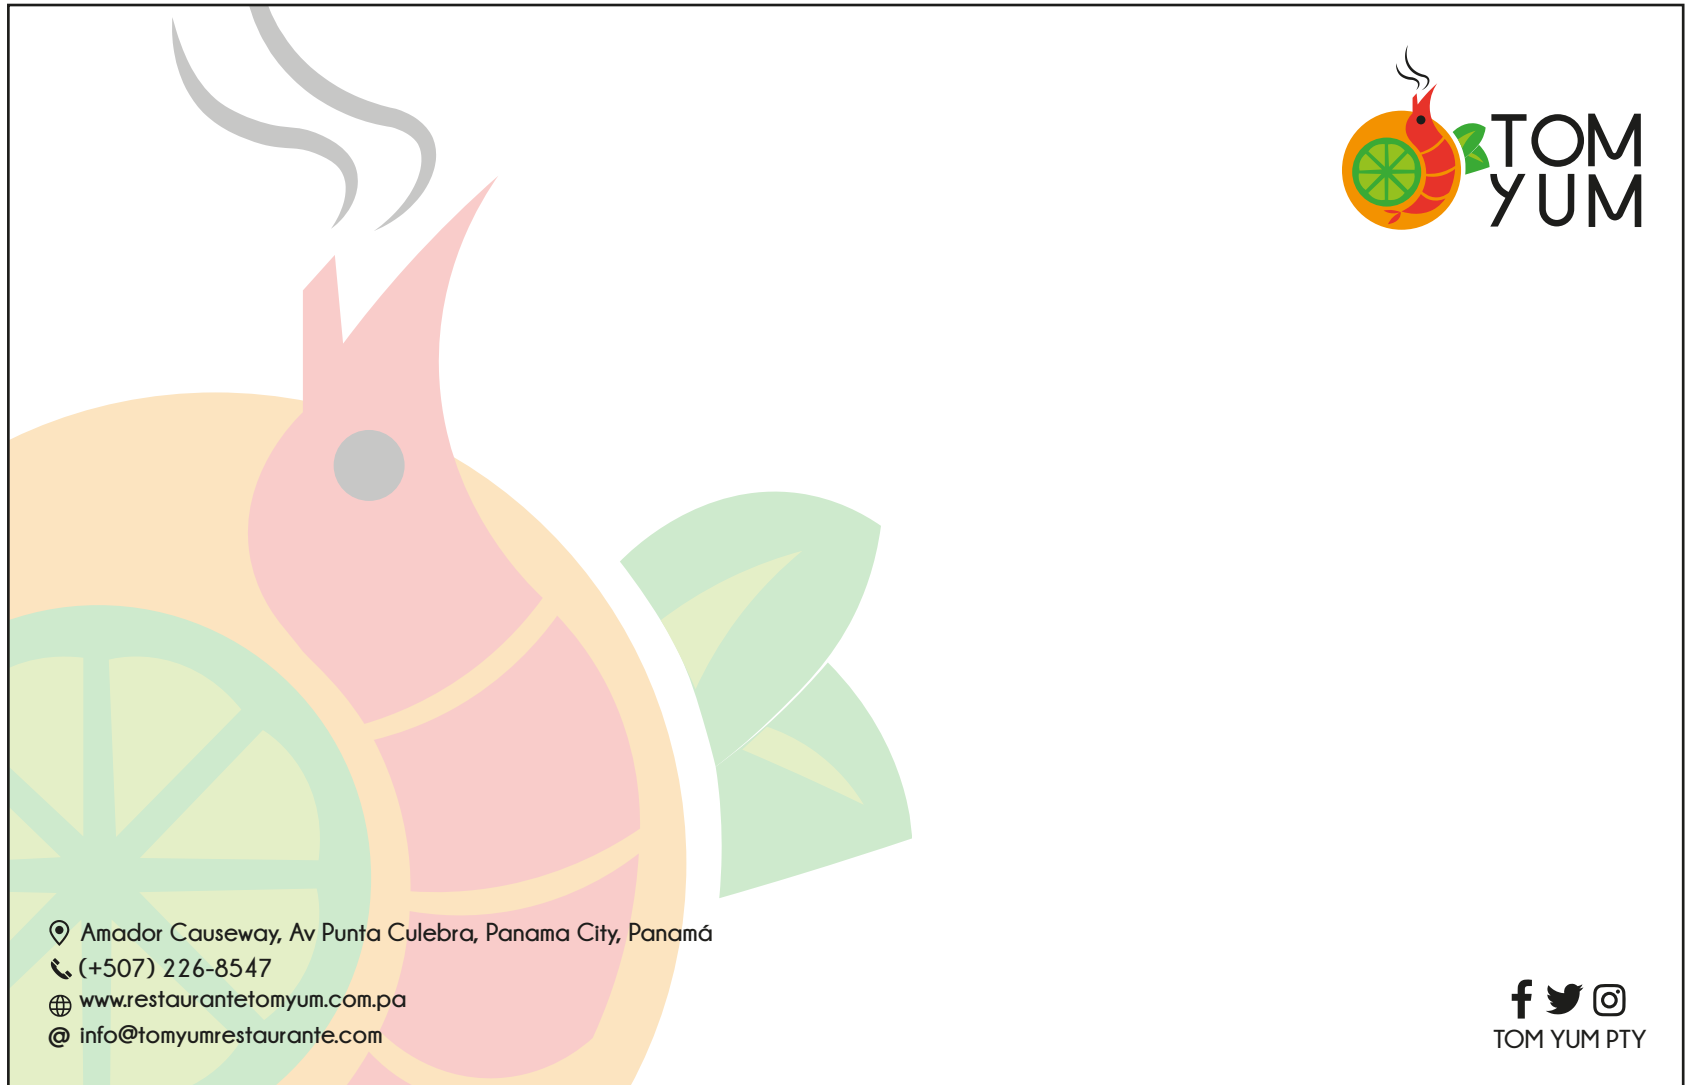 TOM
YUM
Amador Causeway, Av Punta Culebra, Panama City, Panamá
(+507) 226-8547
www.restaurantetomyum.com.pa
info@tomyumrestaurante.com
TOM YUM PTY